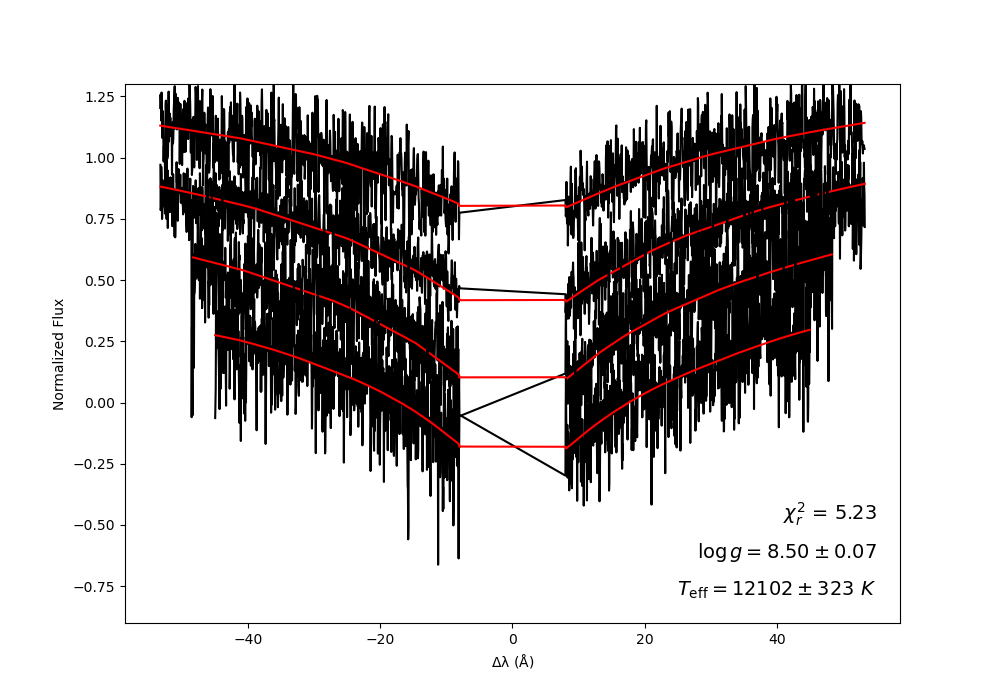 Normalized Flux
1.25
1.00
0.75
0.50
0.25
0.00
−0.25
−0.50
−0.75
χ²ᵣ = 5.23
log g = 8.50 ± 0.07
T_eff = 12102 ± 323 K
−40
−20
0
20
40
Δλ (Å)